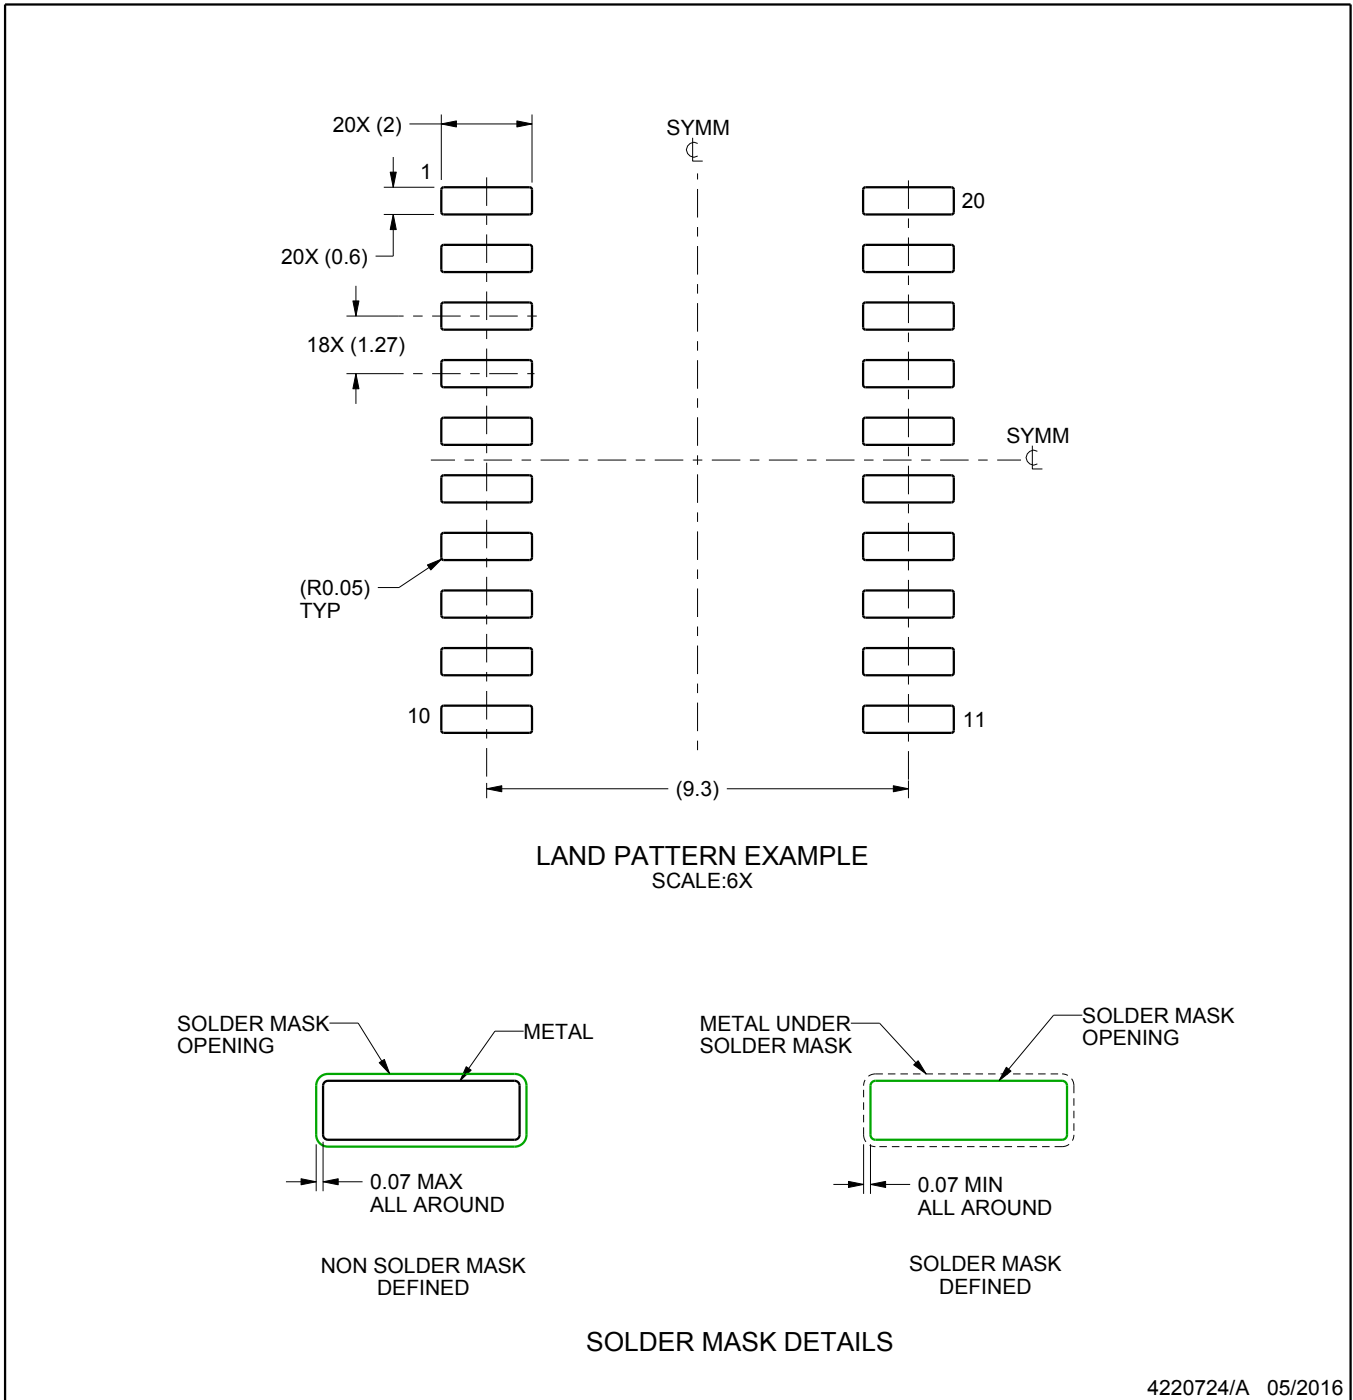 20X (2)
SYMM
1
20
20X (0.6)
18X (1.27)
SYMM
(R0.05)
TYP
10
11
(9.3)
LAND PATTERN EXAMPLE
SCALE:6X
SOLDER MASK
OPENING
METAL
METAL UNDER
SOLDER MASK
SOLDER MASK
OPENING
0.07 MAX
ALL AROUND
0.07 MIN
ALL AROUND
NON SOLDER MASK
DEFINED
SOLDER MASK
DEFINED
SOLDER MASK DETAILS
4220724/A 05/2016